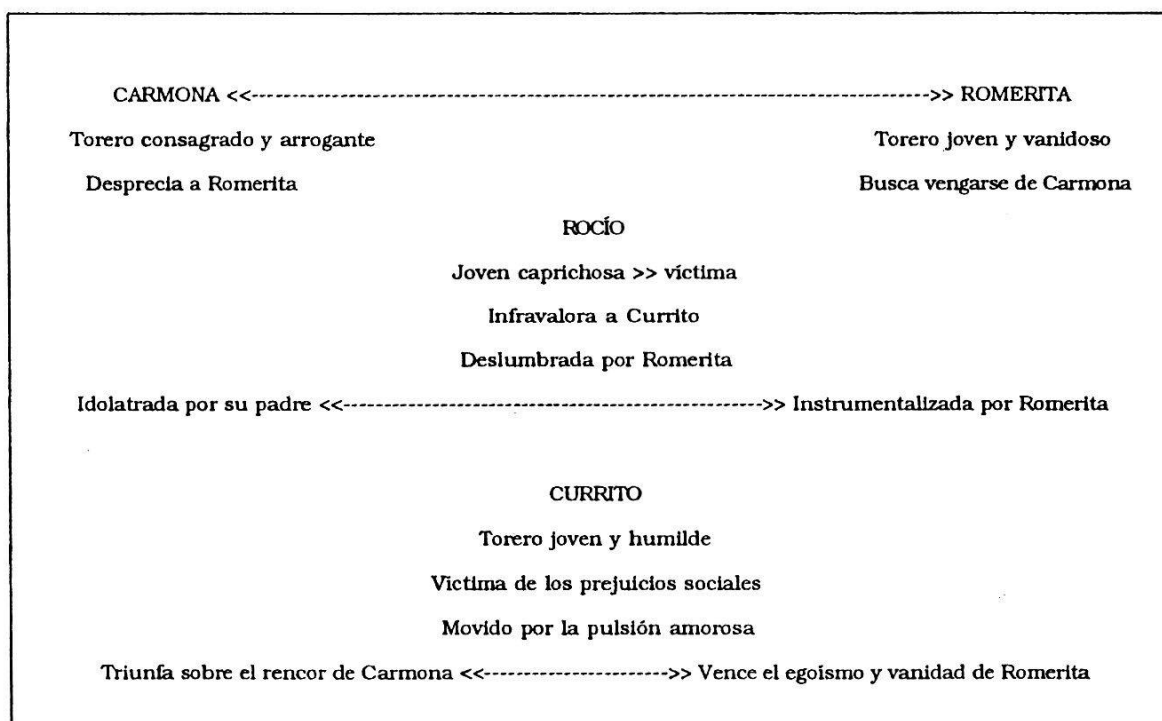 CARMONA <<----------------------------------------------------------------------------------->> ROMERITA
Torero consagrado y arrogante Torero joven y vanidoso
Desprecia a Romerita Busca vengarse de Carmona
ROCÍO
Joven caprichosa >> víctima
Infravalora a Currito
Deslumbrada por Romerita
Idolatrada por su padre <<------------------------------------------------------>> Instrumentalizada por Romerita
CURRITO
Torero joven y humilde
Víctima de los prejuicios sociales
Movido por la pulsión amorosa
Triunfa sobre el rencor de Carmona <<----------------------->> Vence el egoísmo y vanidad de Romerita